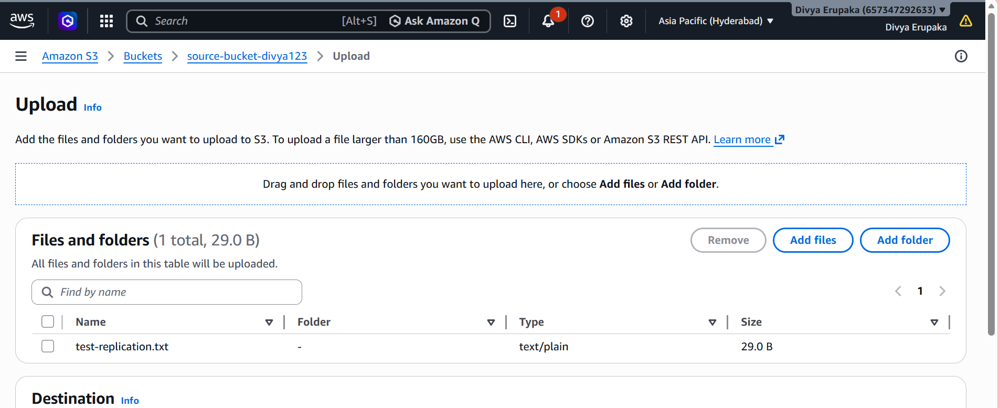 aws Search [Alt+S] Ask Amazon Q 1 Asia Pacific (Hyderabad) Divya Erupaka (657347292633)
Divya Erupaka
Amazon S3 Buckets source-bucket-divya123 Upload
Upload Info
Add the files and folders you want to upload to S3. To upload a file larger than 160GB, use the AWS CLI, AWS SDKs or Amazon S3 REST API. Learn more
Drag and drop files and folders you want to upload here, or choose Add files or Add folder.
Files and folders (1 total, 29.0 B) Remove Add files Add folder
All files and folders in this table will be uploaded.
Find by name 1
Name Folder Type Size
test-replication.txt - text/plain 29.0 B
Destination Info